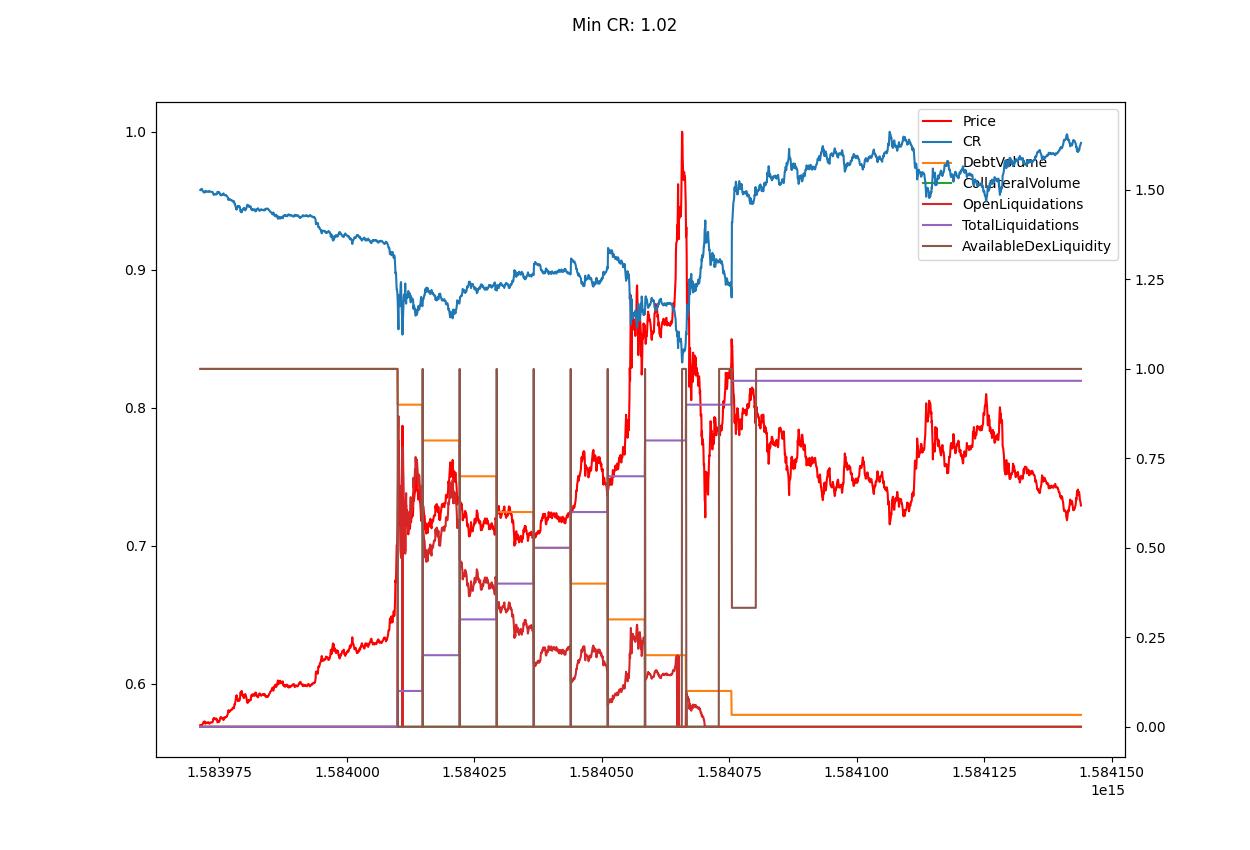 Min CR: 1.02
1.0
0.9
0.8
0.7
0.6
Price
CR
DebtVolume
CollateralVolume
OpenLiquidations
TotalLiquidations
AvailableDexLiquidity
1.50
1.25
1.00
0.75
0.50
0.25
0.00
1.583975 1.584000 1.584025 1.584050 1.584075 1.584100 1.584125 1.584150
1e15